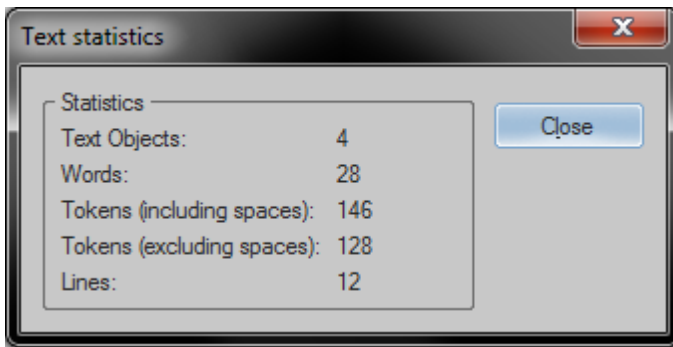 Text statistics
Statistics
Text Objects: 4
Close
Words: 28
Tokens (including spaces): 146
Tokens (excluding spaces): 128
Lines: 12